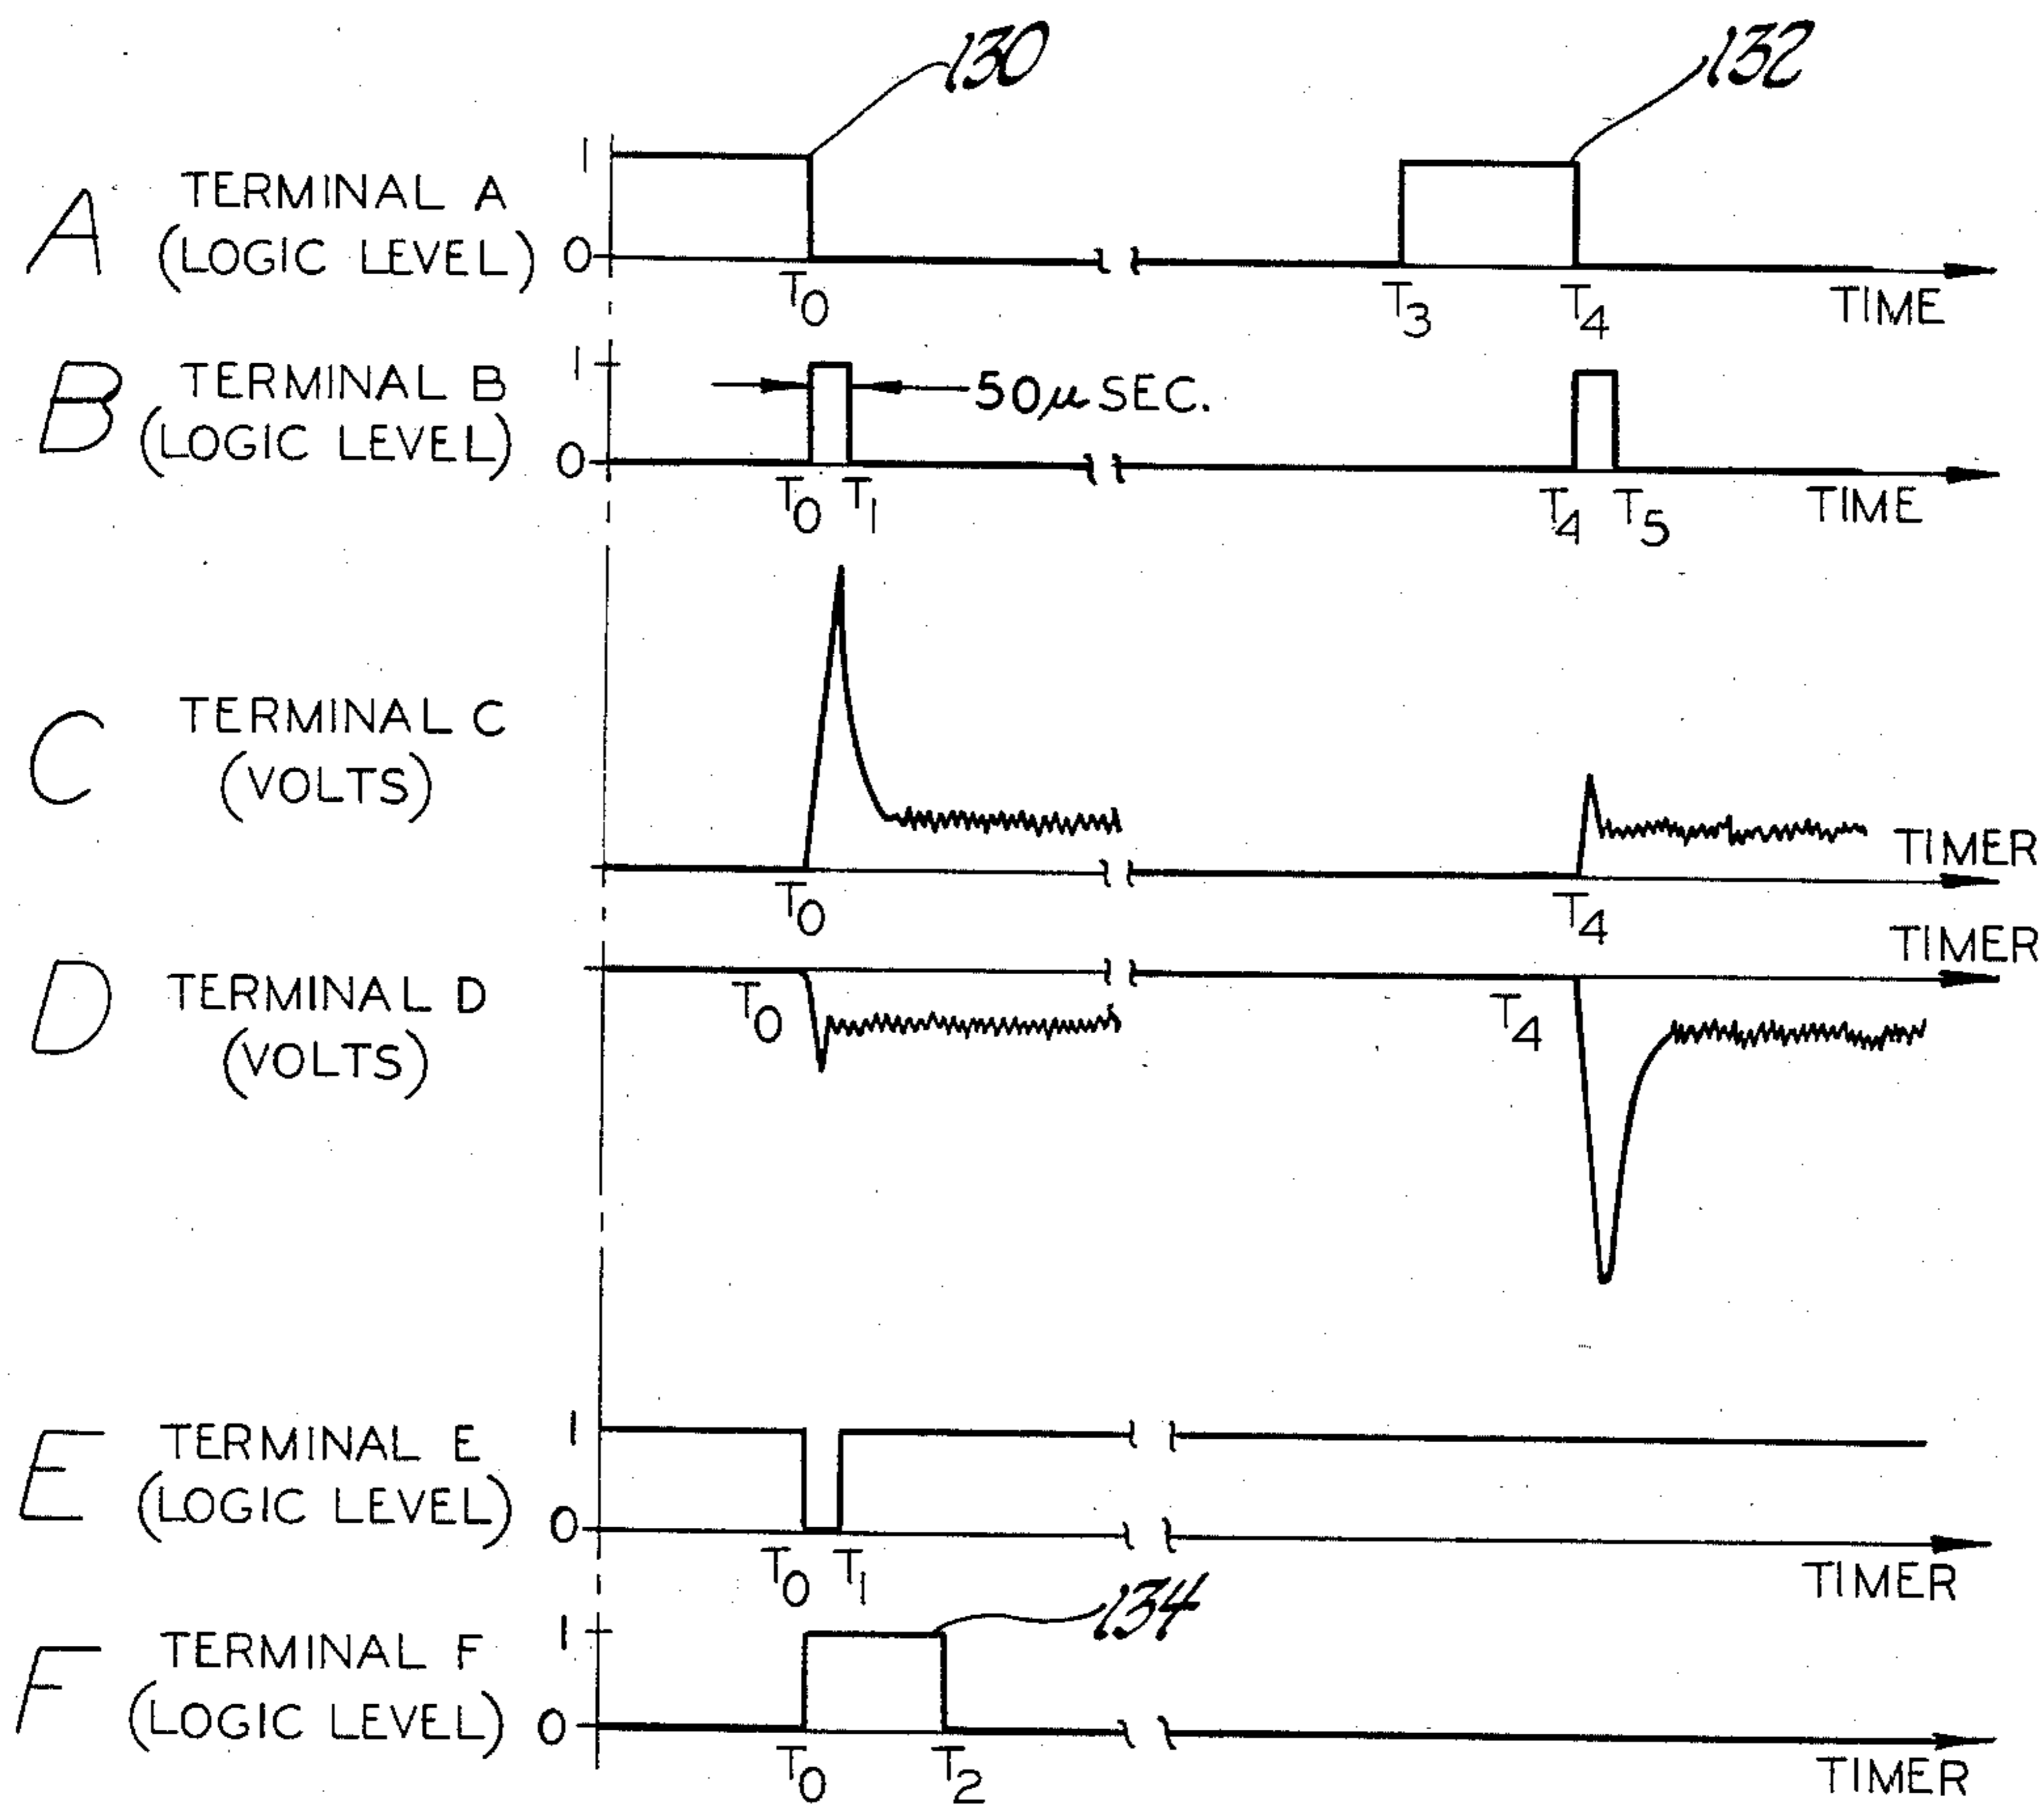 130
132
A TERMINAL A
(LOGIC LEVEL)
1
0
T0
T3
T4
TIME
B TERMINAL B
(LOGIC LEVEL)
1
0
50μ SEC.
T0
T1
T4
T5
TIME
C TERMINAL C
(VOLTS)
T0
T4
TIMER
D TERMINAL D
(VOLTS)
T0
T4
TIMER
E TERMINAL E
(LOGIC LEVEL)
1
0
T0
T1
TIMER
F TERMINAL F
(LOGIC LEVEL)
1
0
134
T0
T2
TIMER